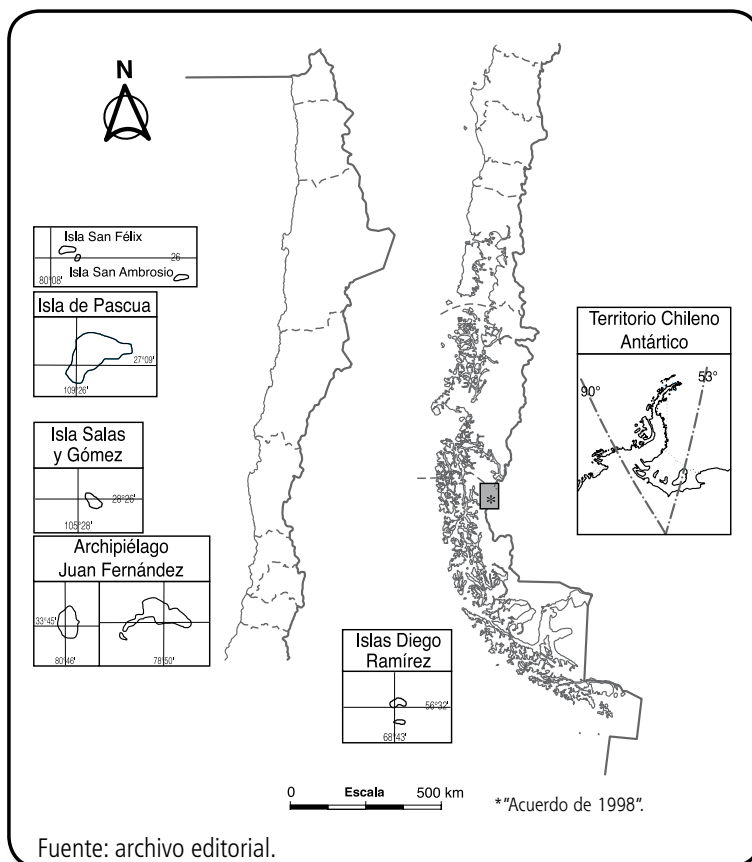 N
Isla San Félix
26
80°08'
Isla San Ambrosio
Isla de Pascua
27°09'
109°26'
Isla Salas
y Gómez
28°26'
105°28'
Archipiélago
Juan Fernández
33°45'
80°46'
78°50'
Islas Diego
Ramírez
56°32'
68°43'
Territorio Chileno
Antártico
90°
53°
*
0 Escala 500 km
*"Acuerdo de 1998".
Fuente: archivo editorial.